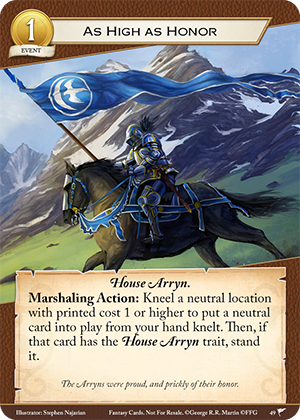 1
EVENT
As High as Honor
House Arryn.
Marshaling Action: Kneel a neutral location
with printed cost 1 or higher to put a neutral
card into play from your hand knelt. Then, if
that card has the House Arryn trait, stand
it.
The Arryns were proud, and prickly of their honor.
Illustrator: Stephen Najarian Fantasy Cards. Not For Resale. ©George R.R. Martin ©FFG 49